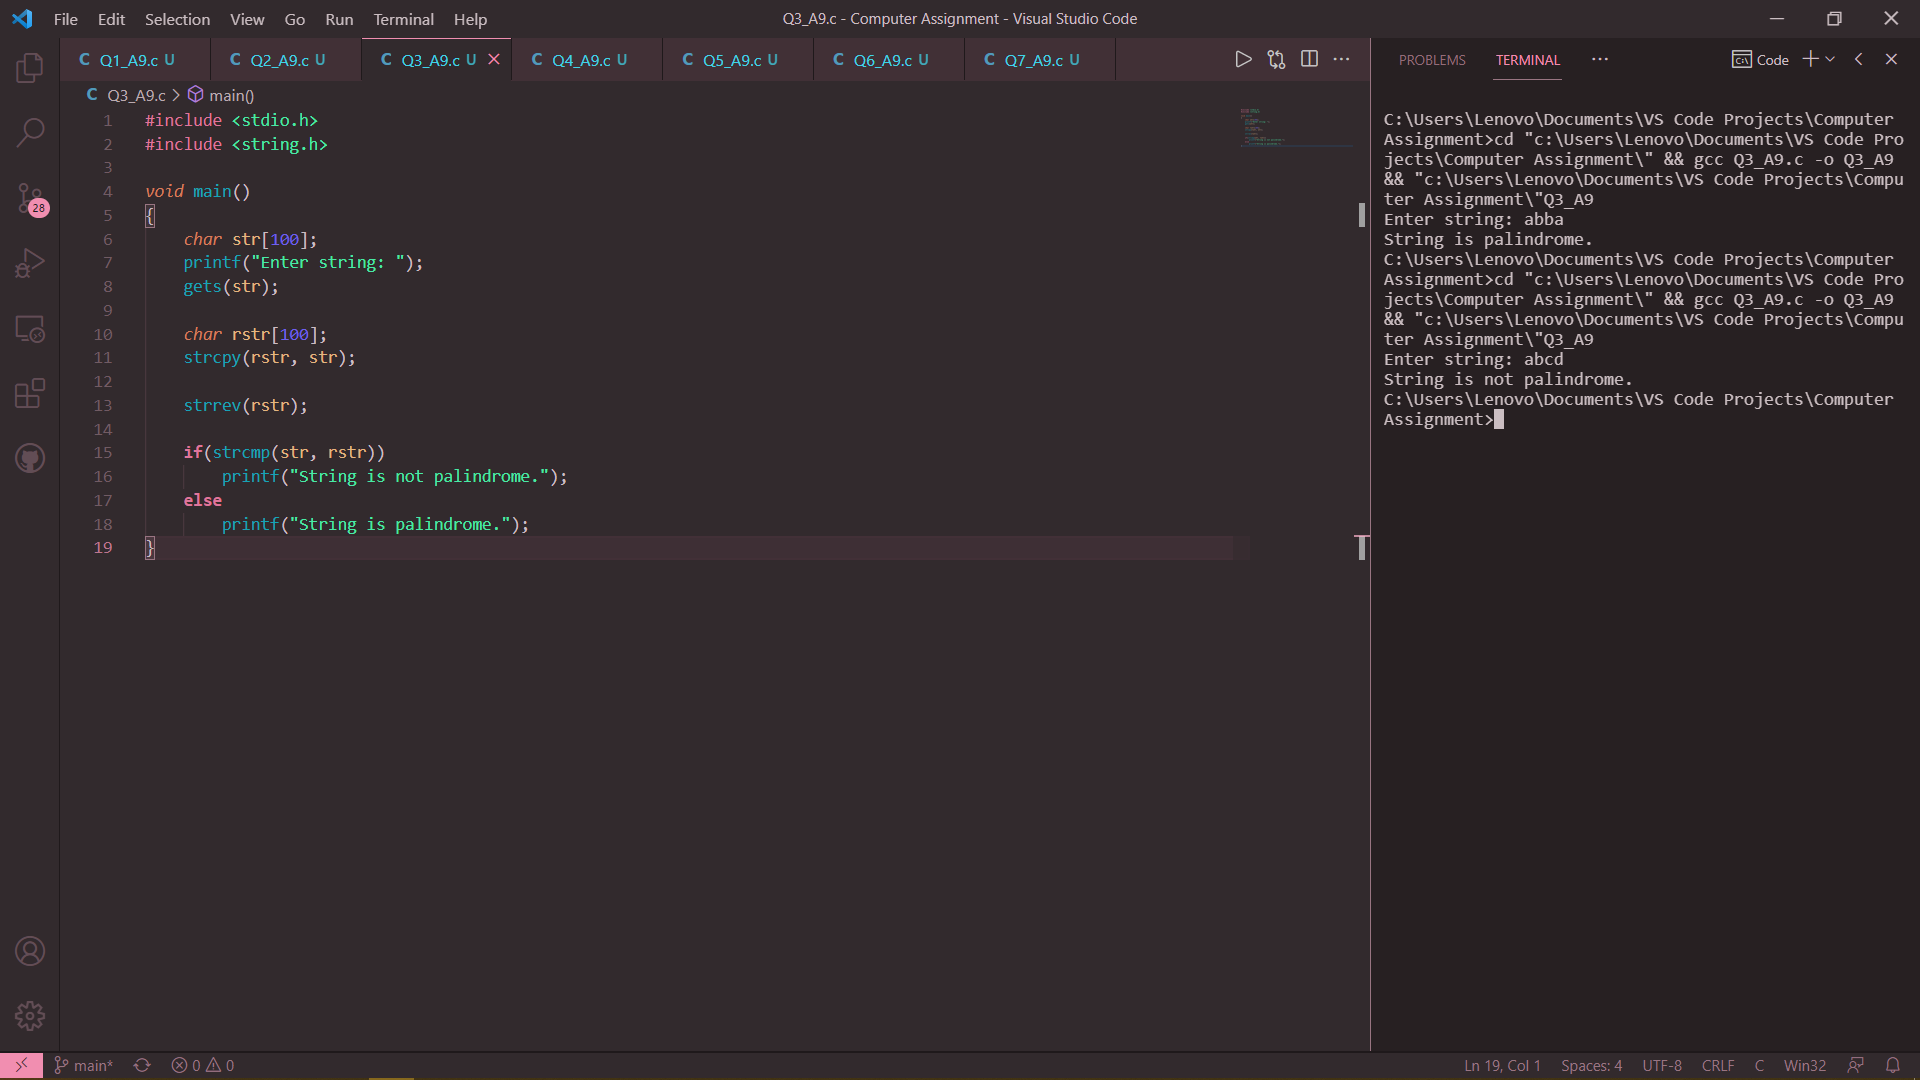 File Edit Selection View Go Run Terminal Help
Q3_A9.c - Computer Assignment - Visual Studio Code
C Q1_A9.c U
C Q2_A9.c U
C Q3_A9.c U
C Q4_A9.c U
C Q5_A9.c U
C Q6_A9.c U
C Q7_A9.c U
C Q3_A9.c > main()
1 #include <stdio.h>
2 #include <string.h>
3
4 void main()
5 {
6     char str[100];
7     printf("Enter string: ");
8     gets(str);
9
10     char rstr[100];
11     strcpy(rstr, str);
12
13     strrev(rstr);
14
15     if(strcmp(str, rstr))
16         printf("String is not palindrome.");
17     else
18         printf("String is palindrome.");
19 }
28
PROBLEMS TERMINAL ... Code
C:\Users\Lenovo\Documents\VS Code Projects\Computer
Assignment>cd "c:\Users\Lenovo\Documents\VS Code Pro
jects\Computer Assignment\" && gcc Q3_A9.c -o Q3_A9
&& "c:\Users\Lenovo\Documents\VS Code Projects\Compu
ter Assignment\"Q3_A9
Enter string: abba
String is palindrome.
C:\Users\Lenovo\Documents\VS Code Projects\Computer
Assignment>cd "c:\Users\Lenovo\Documents\VS Code Pro
jects\Computer Assignment\" && gcc Q3_A9.c -o Q3_A9
&& "c:\Users\Lenovo\Documents\VS Code Projects\Compu
ter Assignment\"Q3_A9
Enter string: abcd
String is not palindrome.
C:\Users\Lenovo\Documents\VS Code Projects\Computer
Assignment>
main* 0 0
Ln 19, Col 1 Spaces: 4 UTF-8 CRLF C Win32